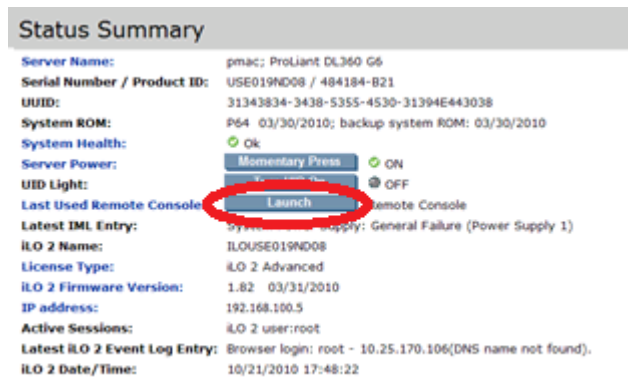 Status Summary
Server Name: pmac; ProLiant DL360 G6
Serial Number / Product ID: USE019ND08 / 484184-B21
UUID: 31343834-3438-5355-4530-31394E443038
System ROM: P64 03/30/2010; backup system ROM: 03/30/2010
System Health: Ok
Server Power: Momentary Press ON
UID Light: OFF
Last Used Remote Console: Launch Remote Console
Latest IML Entry: Supply: General Failure (Power Supply 1)
iLO 2 Name: ILOUSE019ND08
License Type: iLO 2 Advanced
iLO 2 Firmware Version: 1.82 03/31/2010
IP address: 192.168.100.5
Active Sessions: iLO 2 user:root
Latest iLO 2 Event Log Entry: Browser login: root - 10.25.170.106(DNS name not found).
iLO 2 Date/Time: 10/21/2010 17:48:22